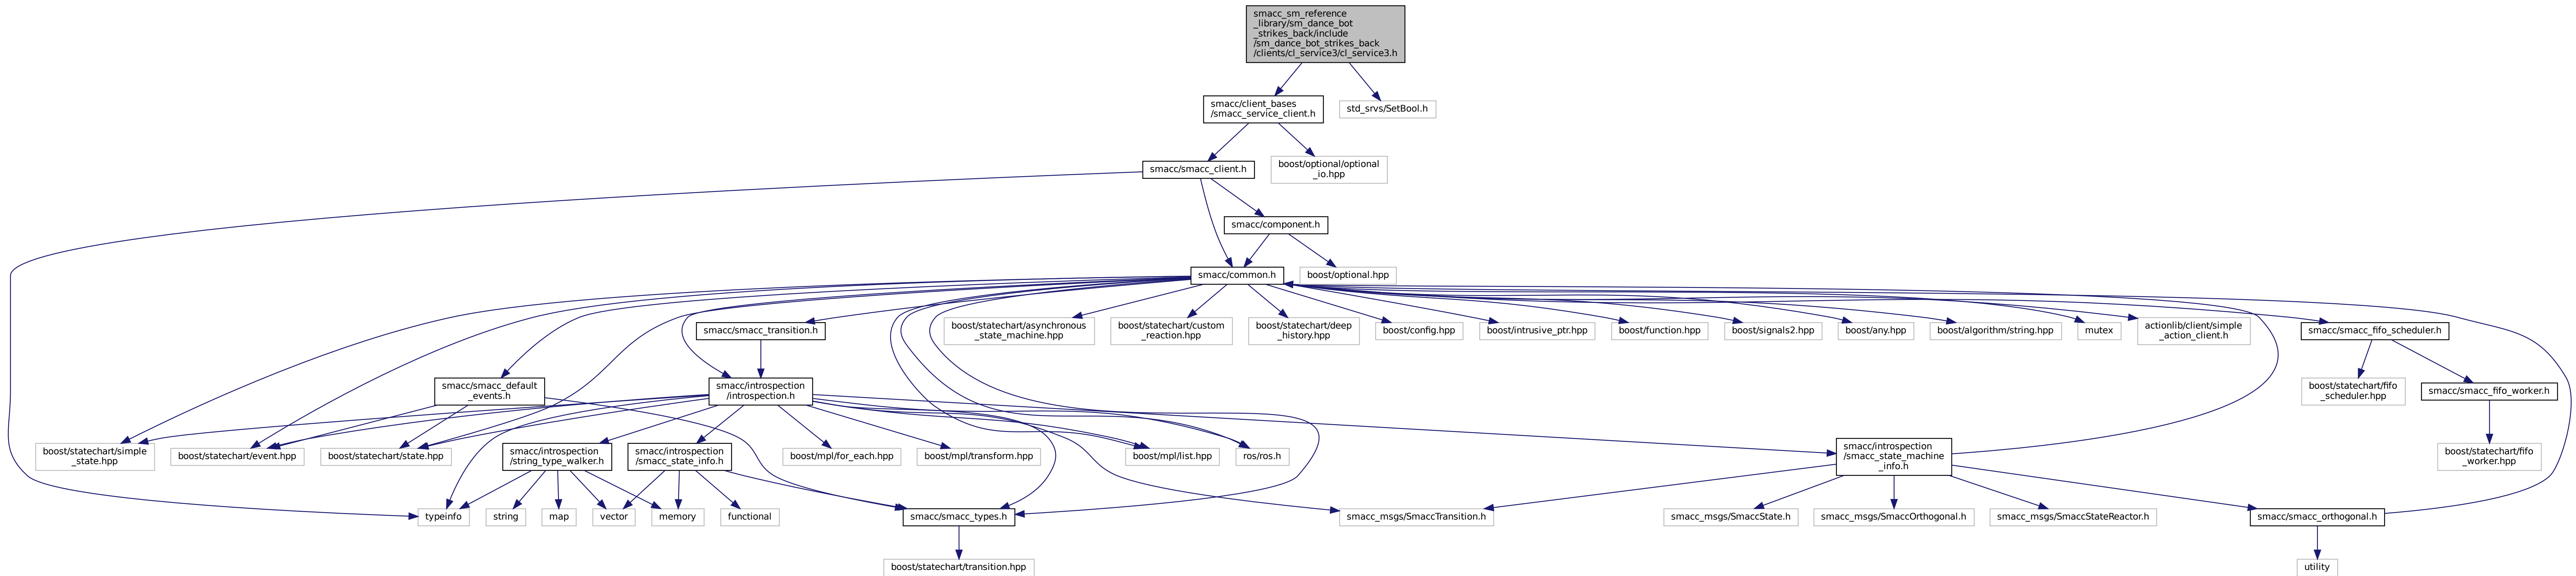 smacc_sm_reference
_library/sm_dance_bot
_strikes_back/include
/sm_dance_bot_strikes_back
/clients/cl_service3/cl_service3.h
smacc/client_bases
/smacc_service_client.h
std_srvs/SetBool.h
smacc/smacc_client.h
boost/optional/optional
_io.hpp
smacc/component.h
smacc/common.h
boost/optional.hpp
smacc/smacc_transition.h
boost/statechart/asynchronous
_state_machine.hpp
boost/statechart/custom
_reaction.hpp
boost/statechart/deep
_history.hpp
boost/config.hpp
boost/intrusive_ptr.hpp
boost/function.hpp
boost/signals2.hpp
boost/any.hpp
boost/algorithm/string.hpp
mutex
actionlib/client/simple
_action_client.h
smacc/smacc_fifo_scheduler.h
smacc/smacc_default
_events.h
smacc/introspection
/introspection.h
boost/statechart/fifo
_scheduler.hpp
smacc/smacc_fifo_worker.h
boost/statechart/simple
_state.hpp
boost/statechart/event.hpp
boost/statechart/state.hpp
smacc/introspection
/string_type_walker.h
smacc/introspection
/smacc_state_info.h
boost/mpl/for_each.hpp
boost/mpl/transform.hpp
boost/mpl/list.hpp
ros/ros.h
smacc/introspection
/smacc_state_machine
_info.h
boost/statechart/fifo
_worker.hpp
typeinfo
string
map
vector
memory
functional
smacc/smacc_types.h
smacc_msgs/SmaccTransition.h
smacc_msgs/SmaccState.h
smacc_msgs/SmaccOrthogonal.h
smacc_msgs/SmaccStateReactor.h
smacc/smacc_orthogonal.h
boost/statechart/transition.hpp
utility